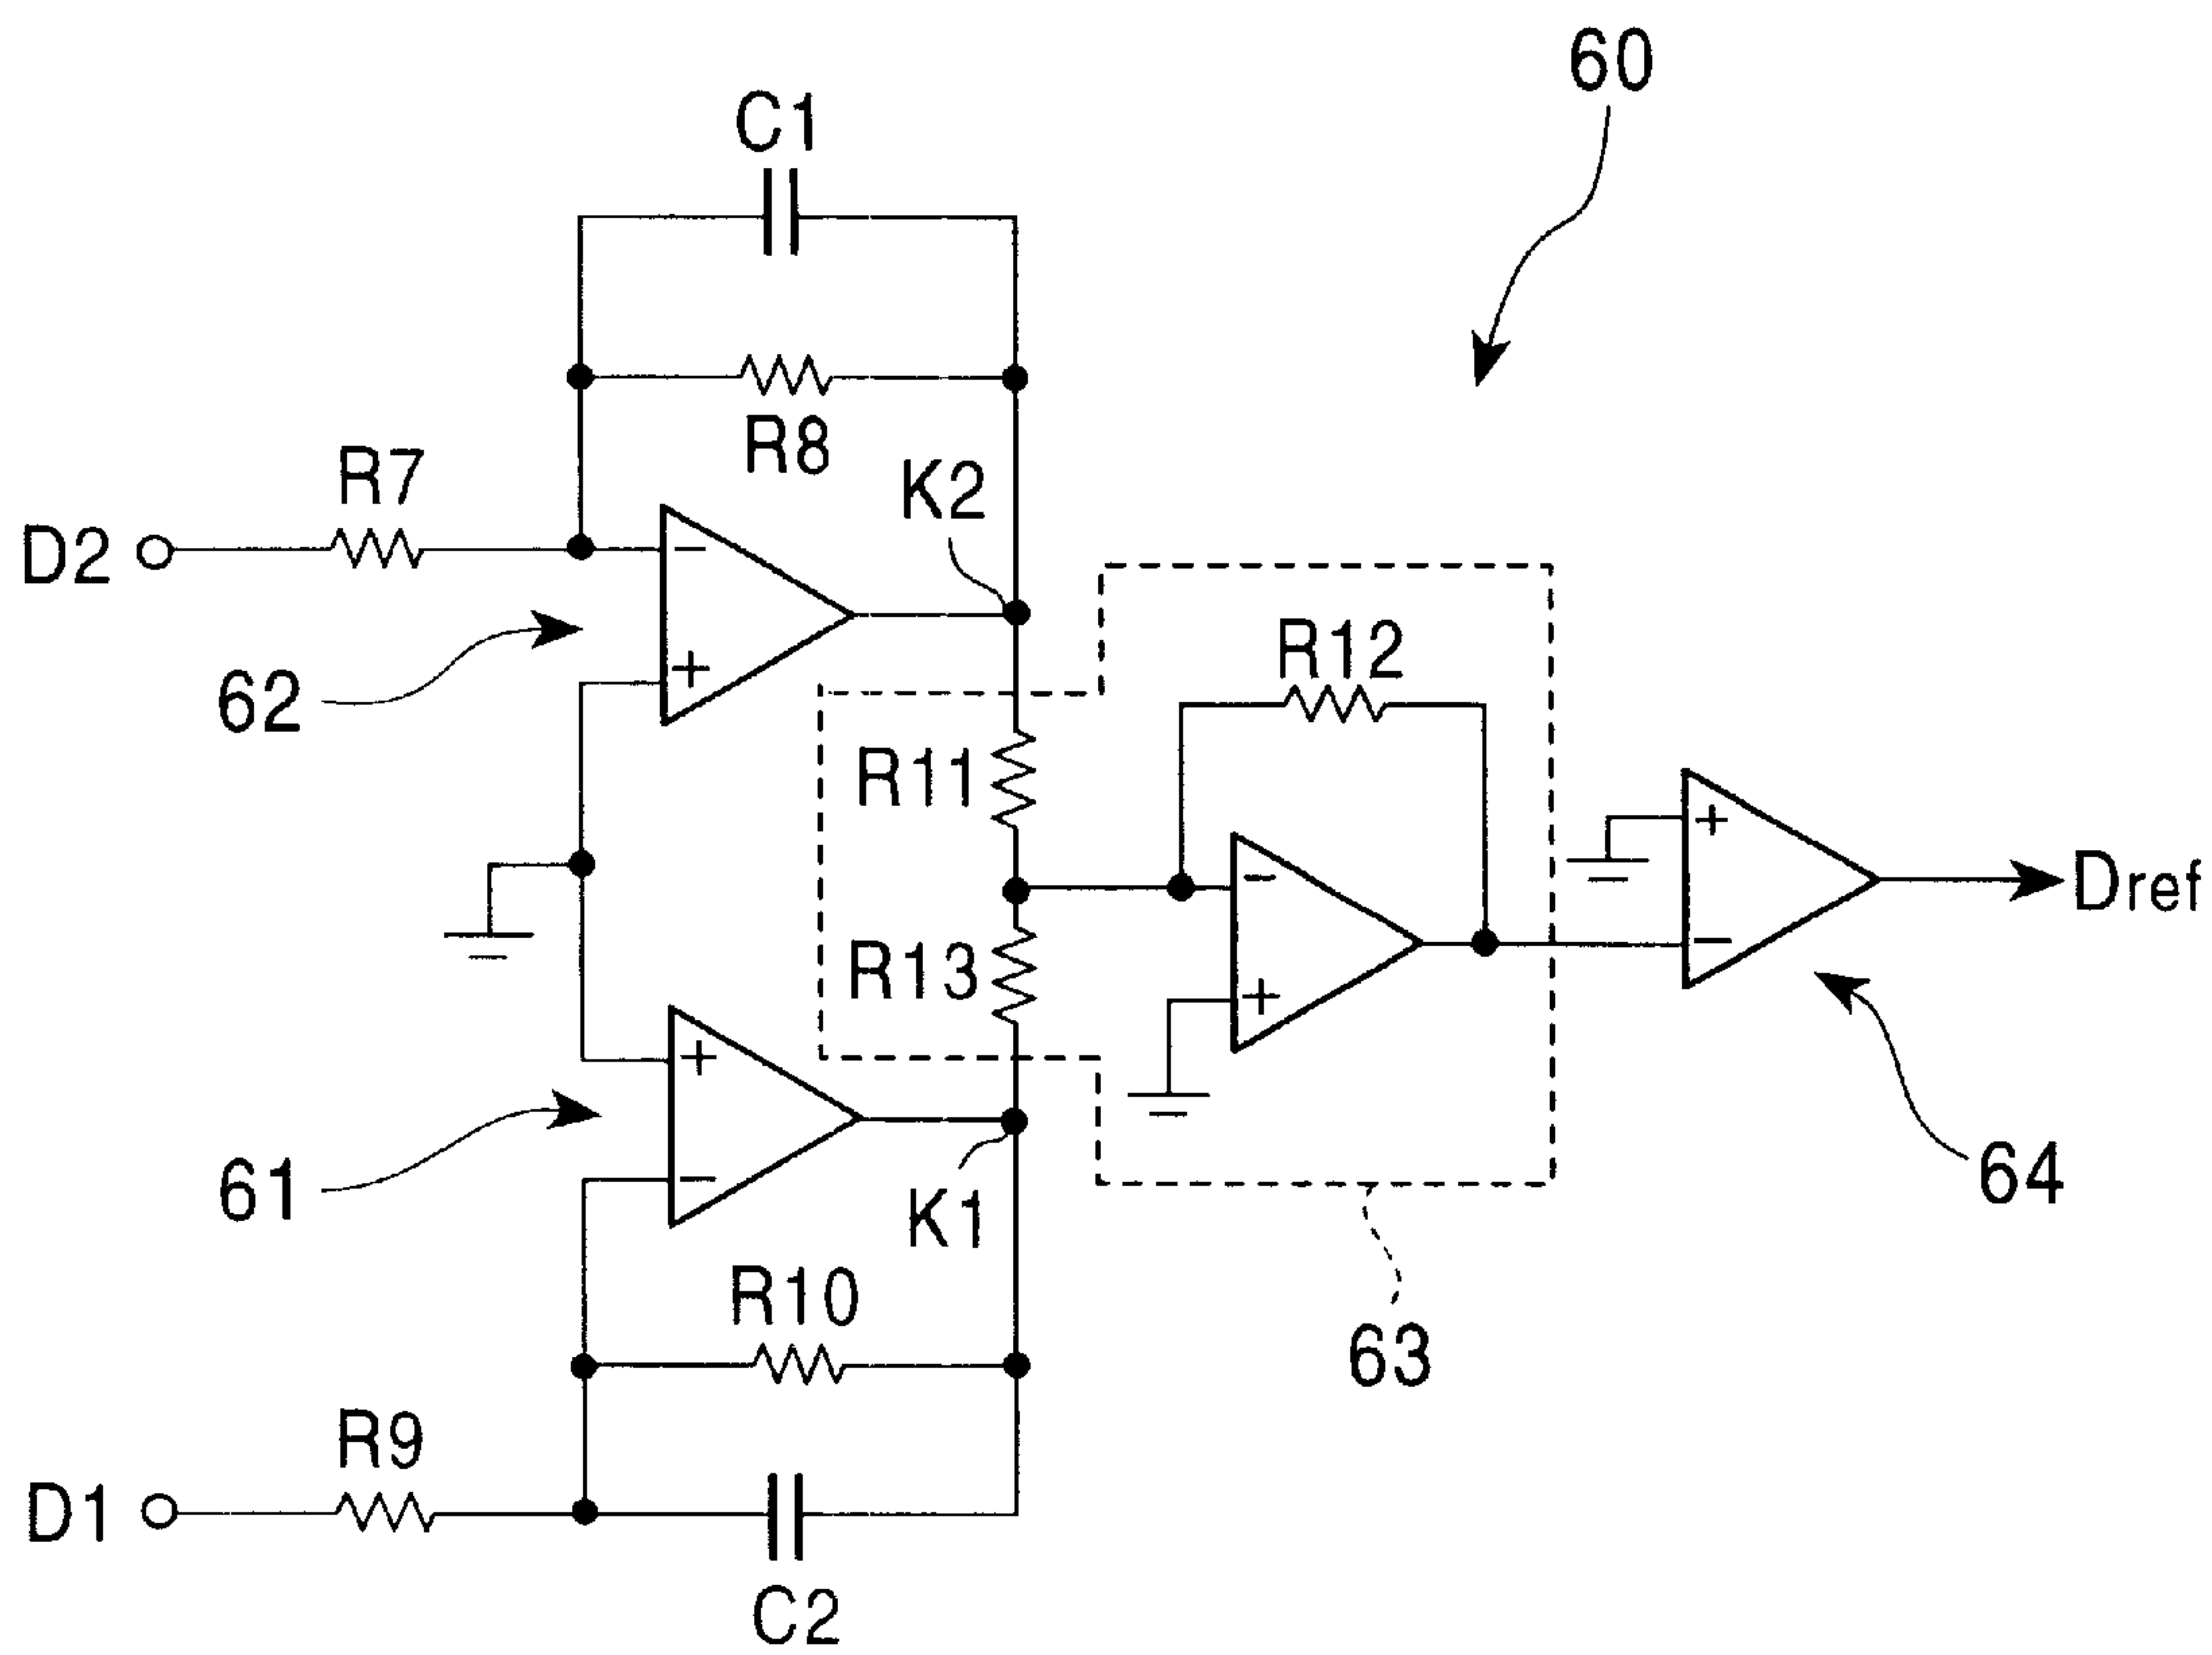 60
C1
R8
R7
K2
D2
−
+
62
R12
R11
+
−
Dref
−
R13
+
+
61
−
K1
64
R10
63
R9
D1
C2